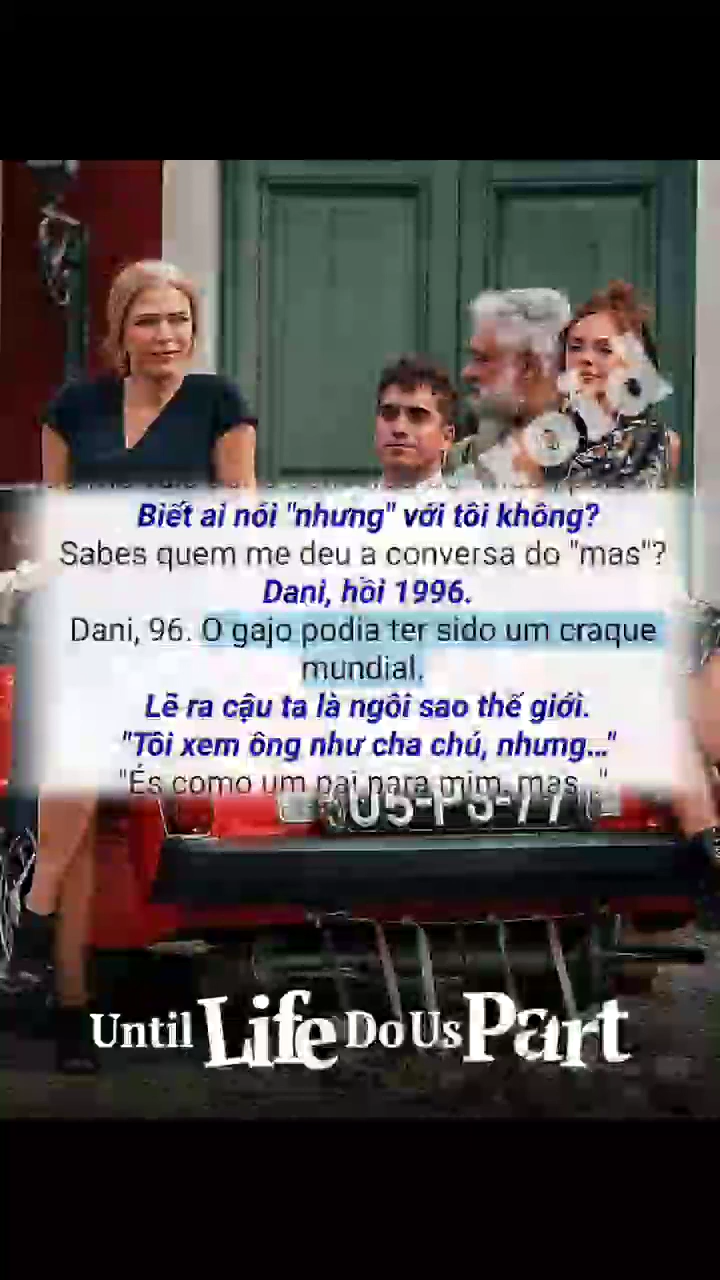 Biết ai nói "nhưng" với tôi không?
Sabes quem me deu a conversa do "mas"?
Dani, hồi 1996.
Dani, 96. O gajo podia ter sido um craque
mundial.
Lẽ ra cậu ta là ngôi sao thế giới.
"Tôi xem ông như cha chú, nhưng..."
"És como um pai para mim, mas..."
Until Life Do Us Part